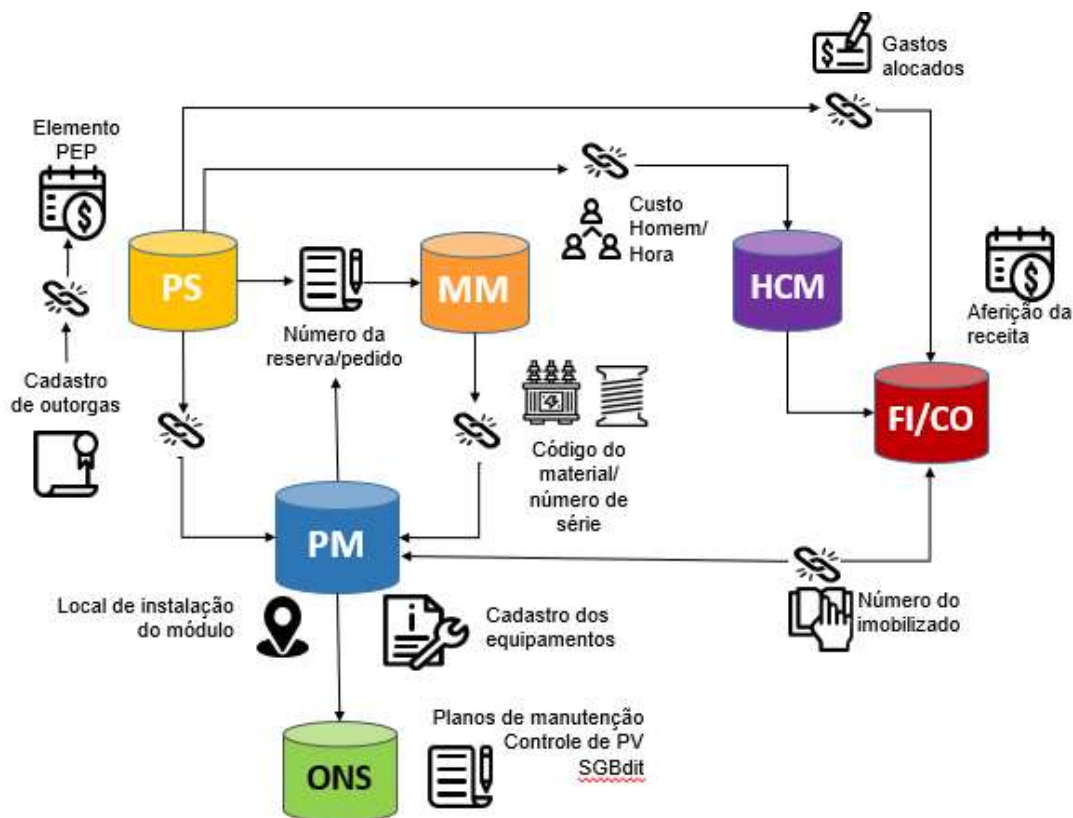 Gastos
alocados
Elemento
PEP
Custo
Homem/
Hora
PS
MM
HCM
Aferição da
receita
Número da
reserva/pedido
Cadastro
de outorgas
FI/CO
Código do
material/
número de
série
PM
Local de instalação
do módulo
Cadastro dos
equipamentos
Número do
imobilizado
Planos de manutenção
Controle de PV
SGBdit
ONS